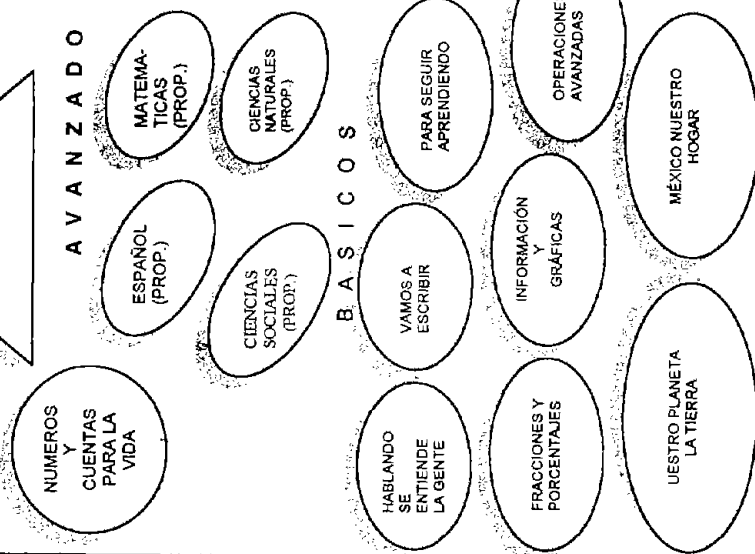 NUMEROS
Y
CUENTAS
PARA LA
VIDA
AVANZADO
ESPAÑOL
(PROP.)
MATEMA-
TICAS
(PROP.)
CIENCIAS
SOCIALES
(PROP.)
CIENCIAS
NATURALES
(PROP.)
BASICOS
HABLANDO
SE
ENTIENDE
LA GENTE
VAMOS A
ESCRIBIR
PARA SEGUIR
APRENDIENDO
FRACCIONES Y
PORCENTAJES
INFORMACIÓN
Y
GRÁFICAS
OPERACIONE
AVANZADAS
UESTRO PLANETA
LA TIERRA
MÉXICO NUESTRO
HOGAR